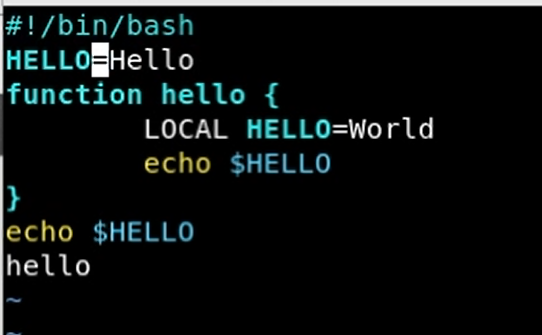 #!/bin/bash
HELLO=Hello
function hello {
        LOCAL HELLO=World
        echo $HELLO
}
echo $HELLO
hello
~
~